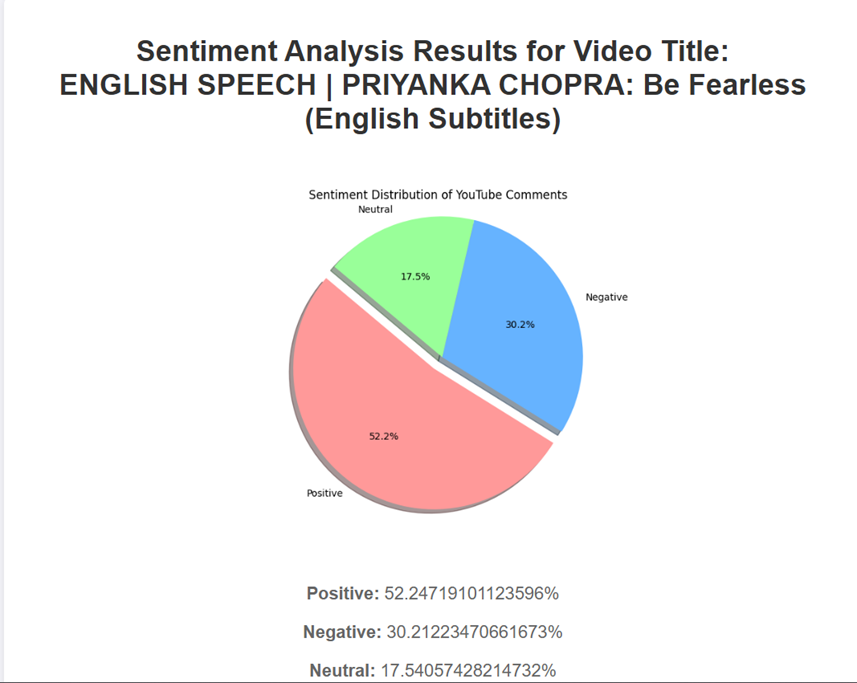 Sentiment Analysis Results for Video Title:
ENGLISH SPEECH | PRIYANKA CHOPRA: Be Fearless
(English Subtitles)
Sentiment Distribution of YouTube Comments
Neutral
17.5%
Negative
30.2%
52.2%
Positive
Positive: 52.24719101123596%
Negative: 30.21223470661673%
Neutral: 17.54057428214732%